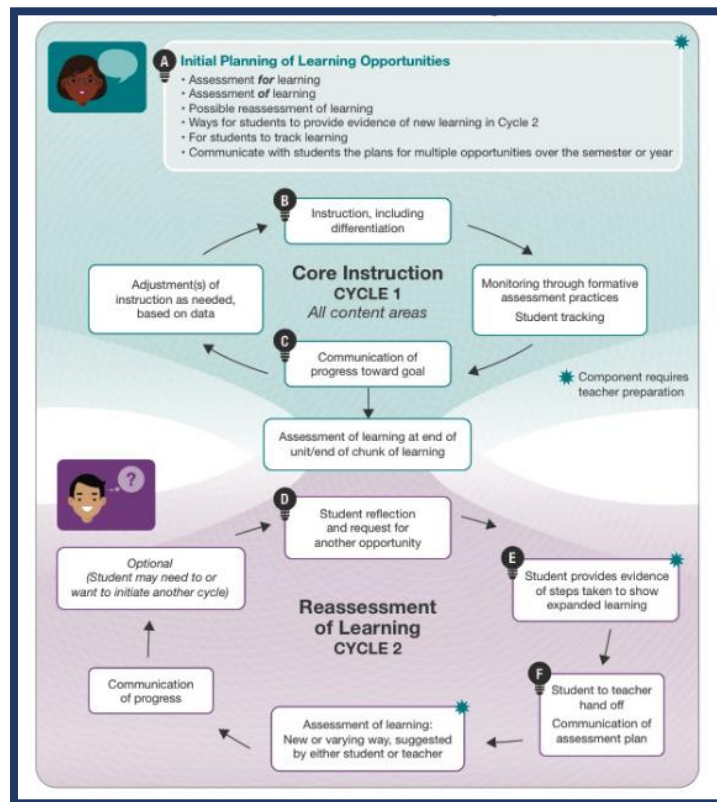 A Initial Planning of Learning Opportunities
• Assessment for learning
• Assessment of learning
• Possible reassessment of learning
• Ways for students to provide evidence of new learning in Cycle 2
• For students to track learning
• Communicate with students the plans for multiple opportunities over the semester or year
B
Instruction, including
differentiation
Core Instruction
CYCLE 1
All content areas
Monitoring through formative
assessment practices
Student tracking
Adjustment(s) of
instruction as needed,
based on data
C
Communication of
progress toward goal
Component requires
teacher preparation
Assessment of learning at end of
unit/end of chunk of learning
?
D
Student reflection
and request for
another opportunity
E
Student provides evidence
of steps taken to show
expanded learning
Optional
(Student may need to or
want to initiate another cycle)
Reassessment
of Learning
CYCLE 2
F
Student to teacher
hand off
Communication of
assessment plan
Assessment of learning:
New or varying way, suggested
by either student or teacher
Communication
of progress